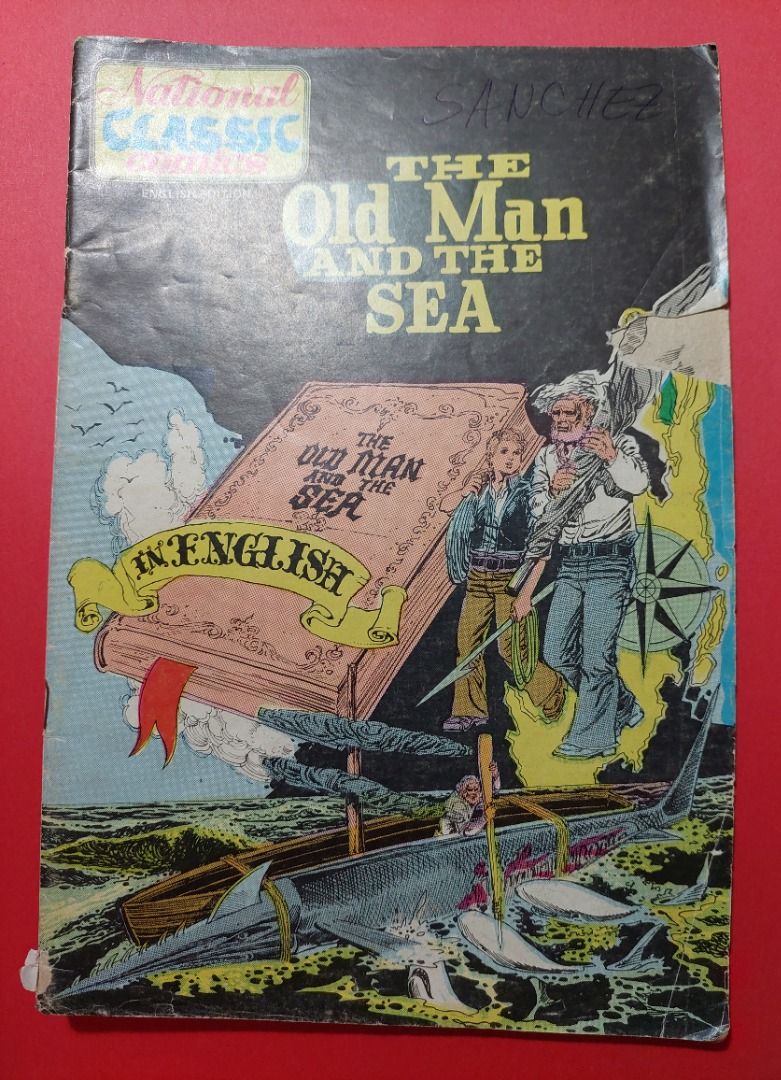 National
CLASSIC
comics
ENGLISH EDITION
SANCHEZ
THE
Old Man
AND THE
SEA
THE
OLD MAN
AND THE
SEA
IN ENGLISH